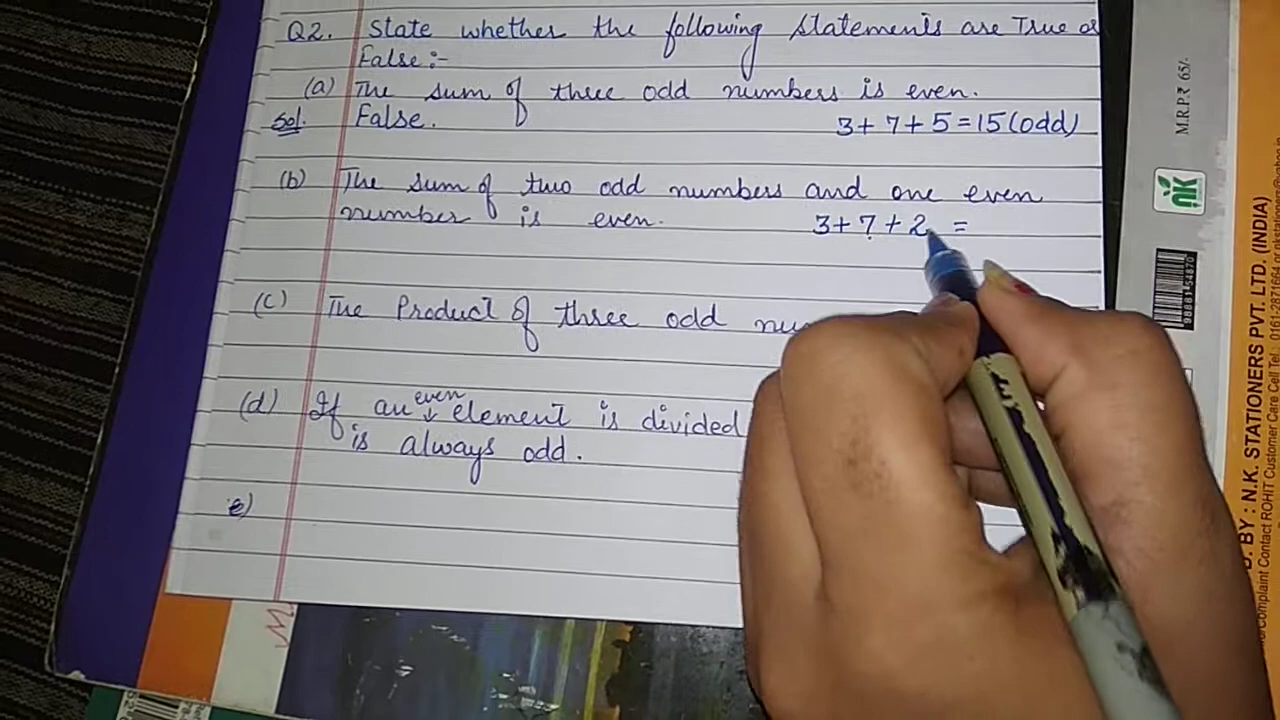 Q2. State whether the following statements are True or
False:-
(a) The sum of three odd numbers is even.
Sol. False. 3+7+5=15(odd)
(b) The sum of two odd numbers and one even
number is even. 3+7+2 =
(c) The Product of three odd
(d) If an even element is divided
is always odd.
e)
M.R.P.₹ 65/-
nk
D. BY : N.K. STATIONERS PVT. LTD. (INDIA)